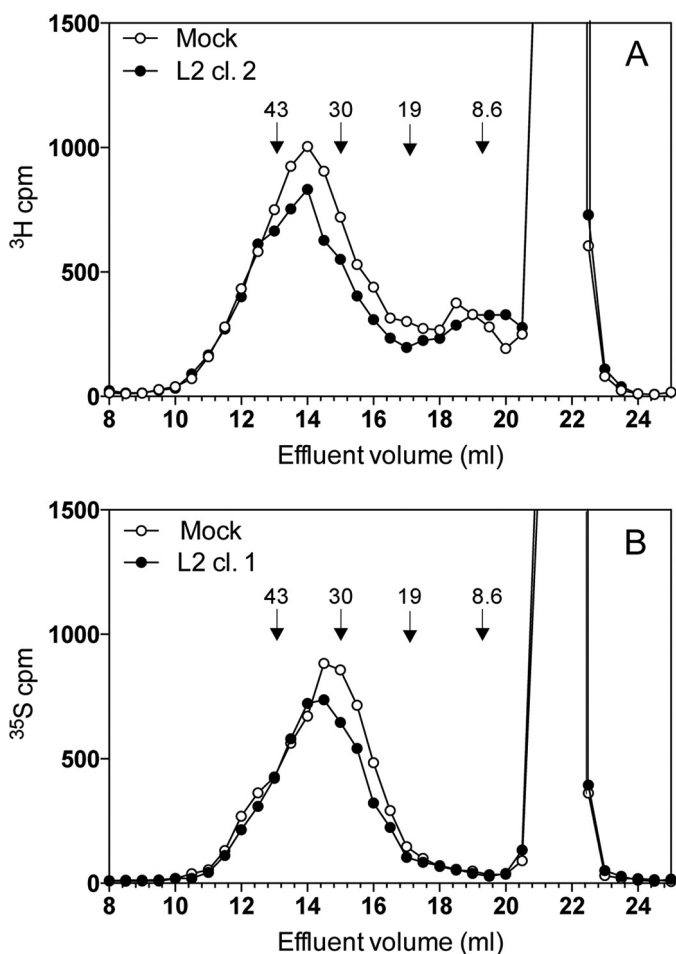 1500
Mock
L2 cl. 2
A
43 30 19 8.6
1000
500
0
³H cpm
8 10 12 14 16 18 20 22 24
Effluent volume (ml)
1500
Mock
L2 cl. 1
B
43 30 19 8.6
1000
500
0
³⁵S cpm
8 10 12 14 16 18 20 22 24
Effluent volume (ml)